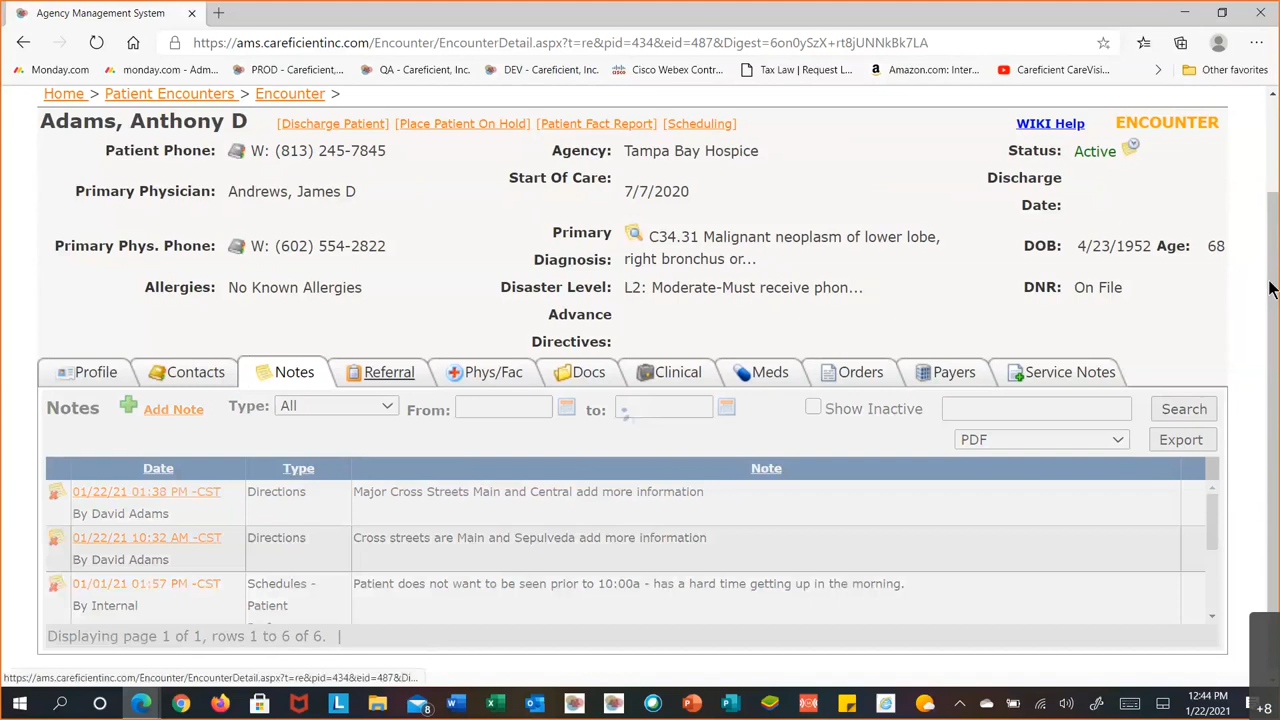 Agency Management System
https://ams.careficientinc.com/Encounter/EncounterDetail.aspx?t=re&pid=434&eid=487&Digest=6on0ySzX+rt8jUNNkBk7LA
Monday.com monday.com - Adm... PROD - Careficient,... QA - Careficient, Inc. DEV - Careficient, Inc. Cisco Webex Contr... Tax Law | Request L... Amazon.com: Inter... Careficient CareVisi... Other favorites
Home > Patient Encounters > Encounter >
Adams, Anthony D [Discharge Patient] [Place Patient On Hold] [Patient Fact Report] [Scheduling] WIKI Help ENCOUNTER
Patient Phone: W: (813) 245-7845 Agency: Tampa Bay Hospice Status: Active
Start Of Care: 7/7/2020 Discharge Date:
Primary Physician: Andrews, James D
Primary Phys. Phone: W: (602) 554-2822 Primary Diagnosis: C34.31 Malignant neoplasm of lower lobe, right bronchus or... DOB: 4/23/1952 Age: 68
Allergies: No Known Allergies Disaster Level: L2: Moderate-Must receive phon... DNR: On File
Advance Directives:
Profile Contacts Notes Referral Phys/Fac Docs Clinical Meds Orders Payers Service Notes
Notes Add Note Type: All From: to: Show Inactive Search
PDF Export
Date Type Note
01/22/21 01:38 PM -CST Directions Major Cross Streets Main and Central add more information
By David Adams
01/22/21 10:32 AM -CST Directions Cross streets are Main and Sepulveda add more information
By David Adams
01/01/21 01:57 PM -CST Schedules - Patient does not want to be seen prior to 10:00a - has a hard time getting up in the morning.
By Internal Patient
Displaying page 1 of 1, rows 1 to 6 of 6. |
https://ams.careficientinc.com/Encounter/EncounterDetail.aspx?t=re&pid=434&eid=487&Di...
8
12:44 PM
1/22/2021
+8